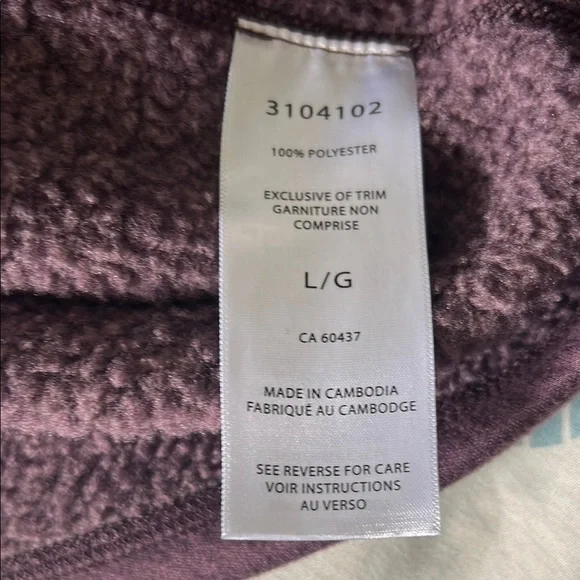 3104102
100% POLYESTER
EXCLUSIVE OF TRIM
GARNITURE NON
COMPRISE
L/G
CA 60437
MADE IN CAMBODIA
FABRIQUÉ AU CAMBODGE
SEE REVERSE FOR CARE
VOIR INSTRUCTIONS
AU VERSO